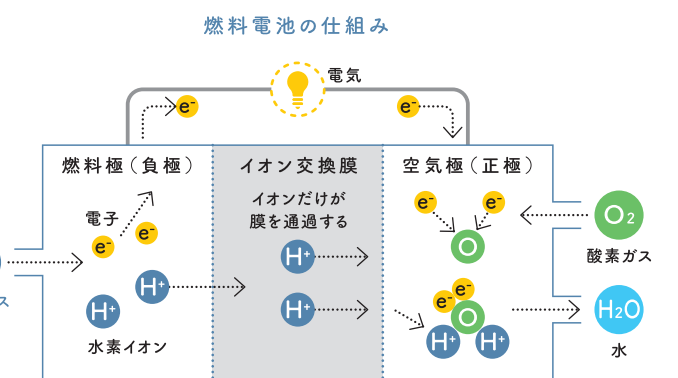 燃料電池の仕組み
電気
e⁻
e⁻
燃料極（負極）
イオン交換膜
空気極（正極）
イオンだけが
膜を通過する
電子
e⁻
e⁻
e⁻
e⁻
O
O₂
酸素ガス
H⁺
H⁺
H⁺
H⁺
水素イオン
e⁻
e⁻
O
H⁺
H⁺
H₂O
水
ス